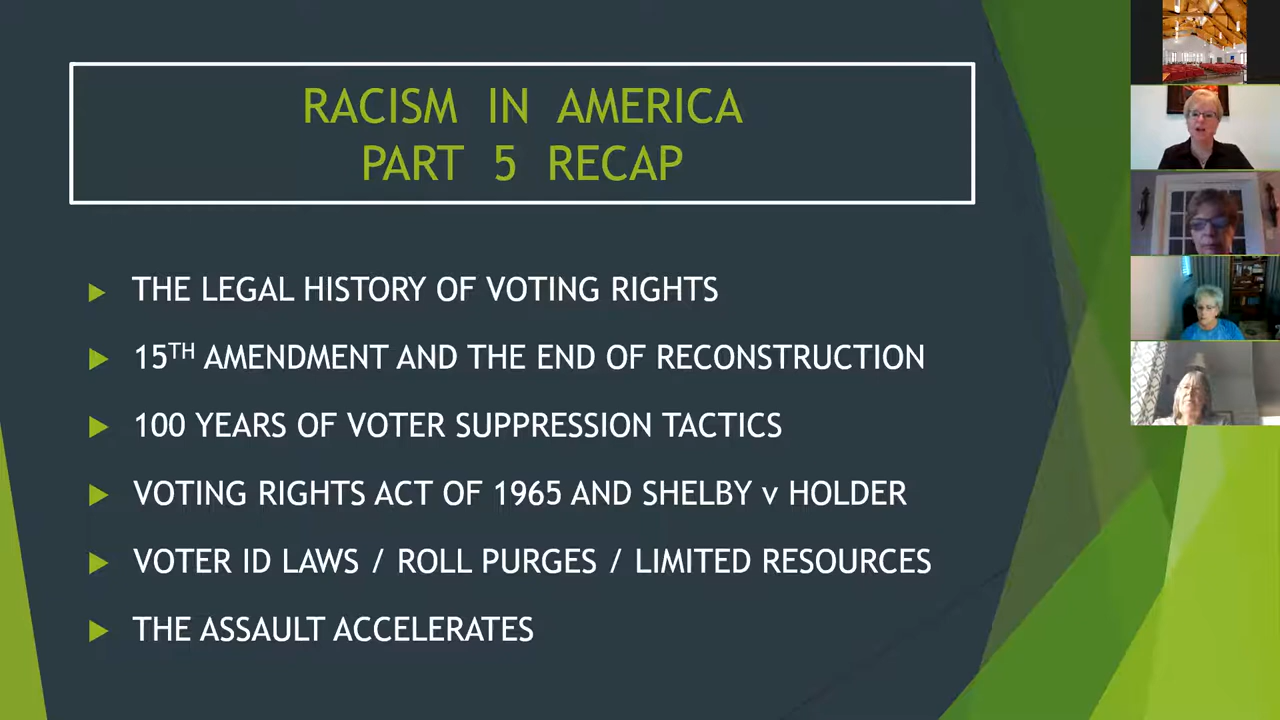 RACISM IN AMERICA
PART 5 RECAP
THE LEGAL HISTORY OF VOTING RIGHTS
15TH AMENDMENT AND THE END OF RECONSTRUCTION
100 YEARS OF VOTER SUPPRESSION TACTICS
VOTING RIGHTS ACT OF 1965 AND SHELBY v HOLDER
VOTER ID LAWS / ROLL PURGES / LIMITED RESOURCES
THE ASSAULT ACCELERATES